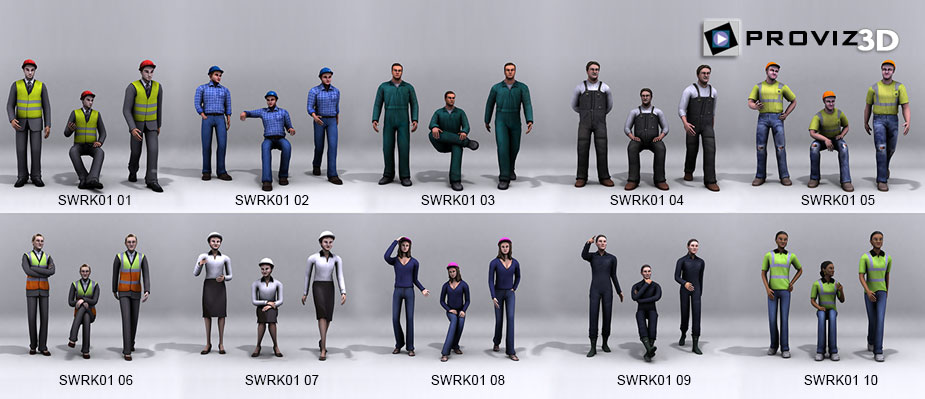 PROVIZ3D
SWRK01 01
SWRK01 02
SWRK01 03
SWRK01 04
SWRK01 05
SWRK01 06
SWRK01 07
SWRK01 08
SWRK01 09
SWRK01 10